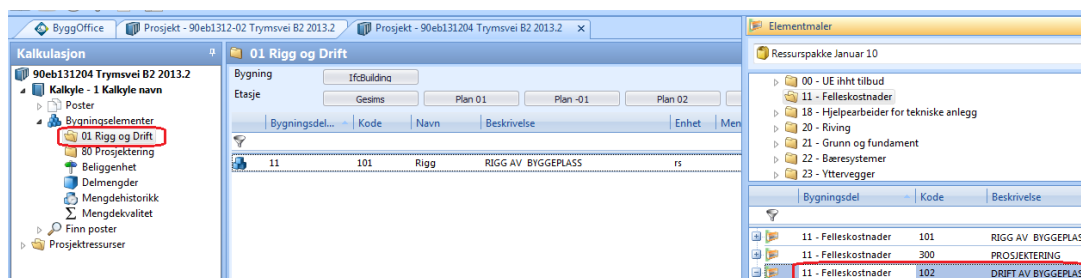 ByggOffice
Prosjekt - 90eb1312-02 Trymsvei B2 2013.2
Prosjekt - 90eb131204 Trymsvei B2 2013.2 x
Kalkulasjon
90eb131204 Trymsvei B2 2013.2
Kalkyle - 1 Kalkyle navn
Poster
Bygningselementer
01 Rigg og Drift
80 Prosjektering
Beliggenhet
Delmengder
Mengdehistorikk
Mengdekvalitet
Finn poster
Prosjektressurser
01 Rigg og Drift
Bygning IfcBuilding
Etasje Gesims Plan 01 Plan -01 Plan 02
Bygningsdel... Kode Navn Beskrivelse Enhet Men
11 101 Rigg RIGG AV BYGGEPLASS rs
Elementmaler
Ressurspakke Januar 10
00 - UE ihht tilbud
11 - Felleskostnader
18 - Hjelpearbeider for tekniske anlegg
20 - Riving
21 - Grunn og fundament
22 - Bæresystemer
23 - Yttervegger
Bygningsdel Kode Beskrivelse
11 - Felleskostnader 101 RIGG AV BYGGEPLAS
11 - Felleskostnader 300 PROSJEKTERING
11 - Felleskostnader 102 DRIFT AV BYGGEPLAS